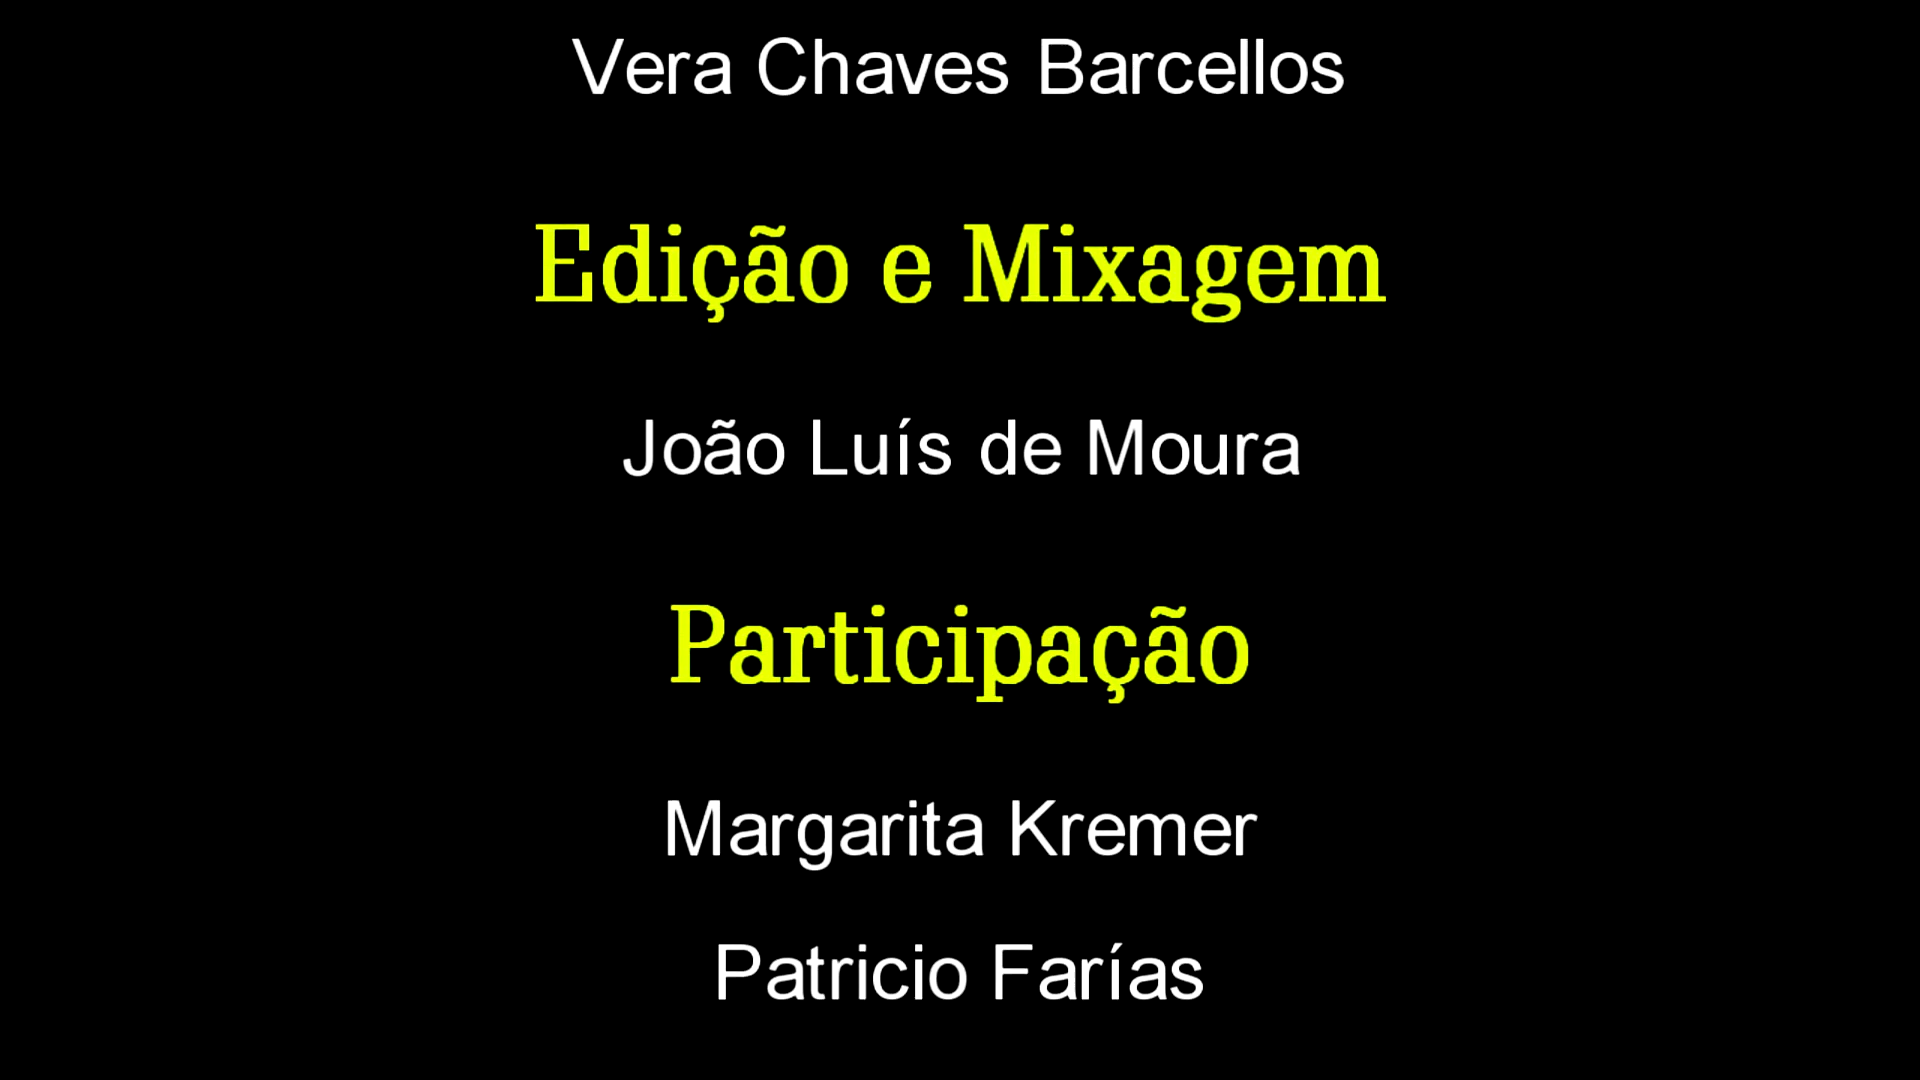 Vera Chaves Barcellos
Edição e Mixagem
João Luís de Moura
Participação
Margarita Kremer
Patricio Farías